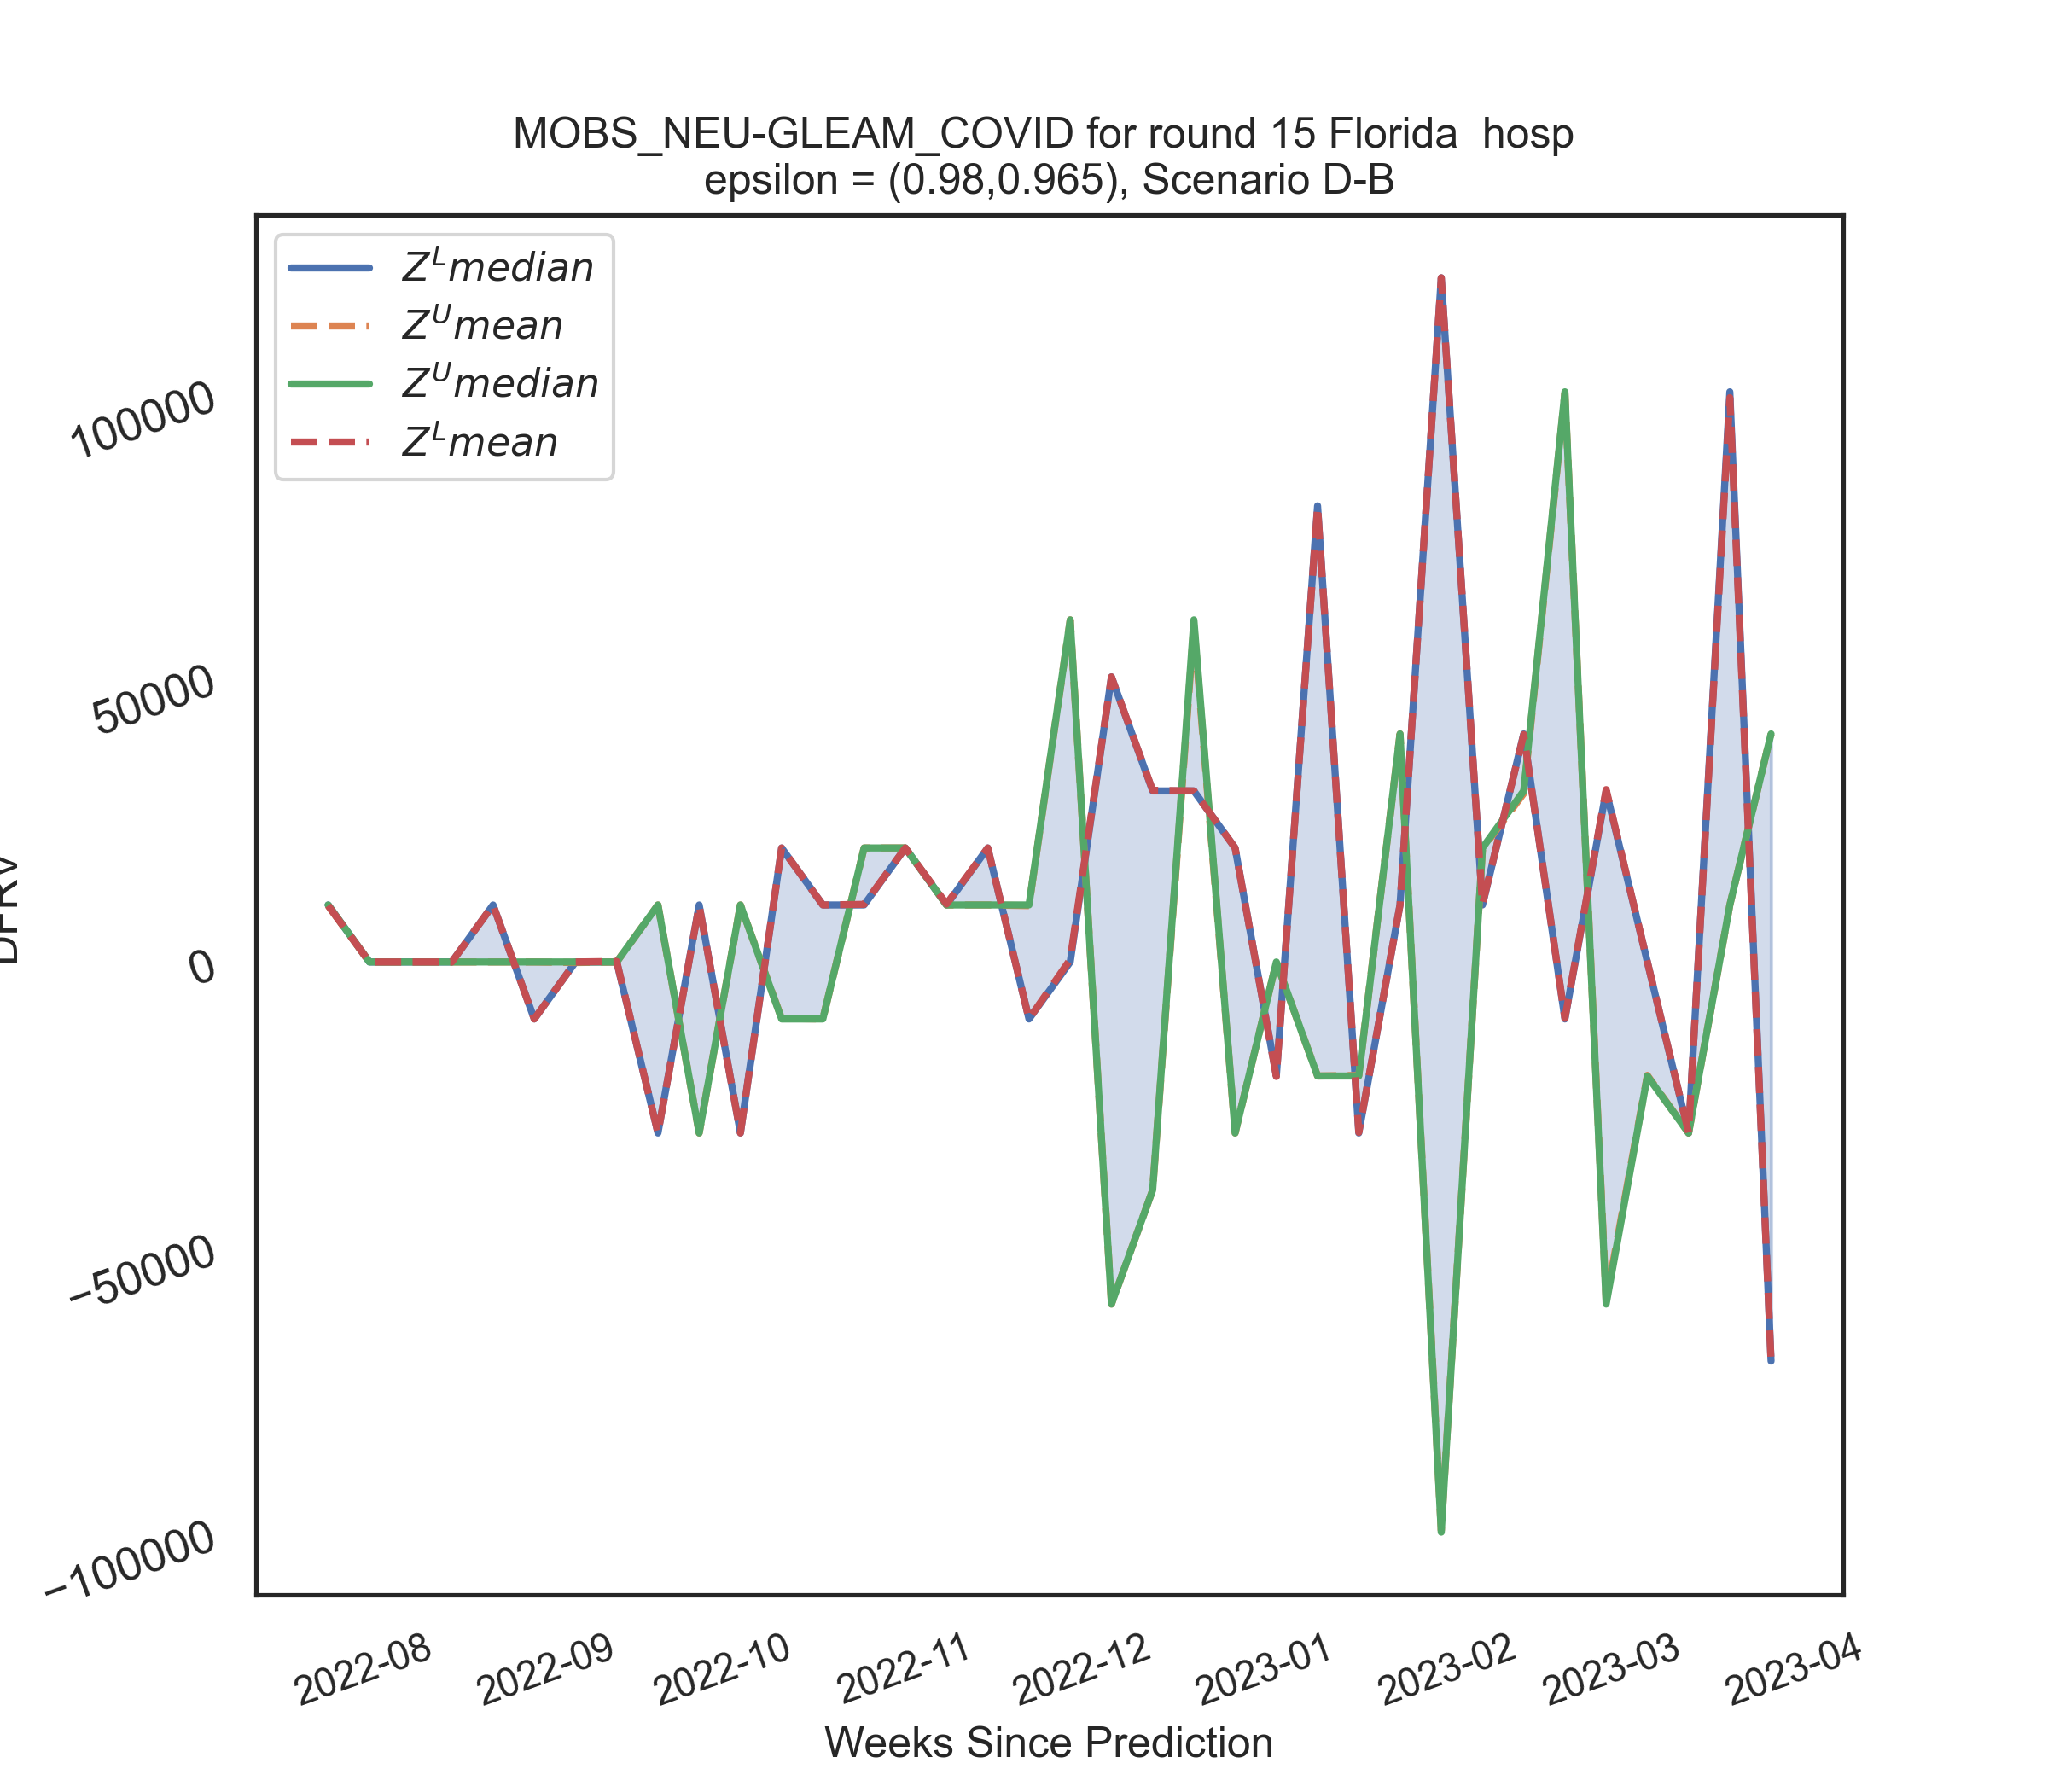 MOBS_NEU-GLEAM_COVID for round 15 Florida  hosp
epsilon = (0.98,0.965), Scenario D-B
Z^L median
Z^U mean
Z^U median
Z^L mean
100000
50000
0
−50000
−100000
2022-08
2022-09
2022-10
2022-11
2022-12
2023-01
2023-02
2023-03
2023-04
Weeks Since Prediction